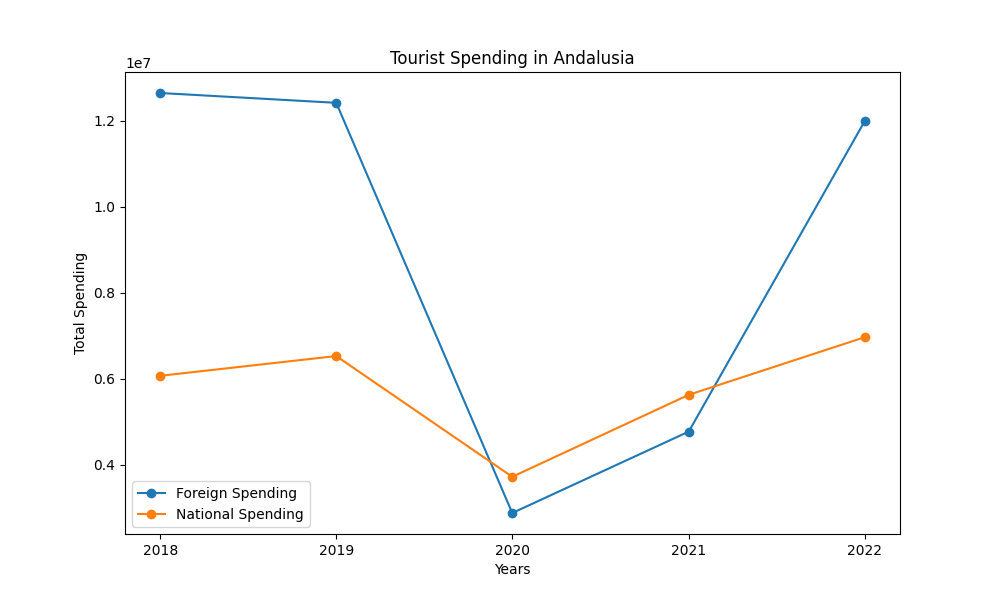 Tourist Spending in Andalusia
1e7
1.2
1.0
0.8
0.6
0.4
Total Spending
Foreign Spending
National Spending
2018 2019 2020 2021 2022
Years